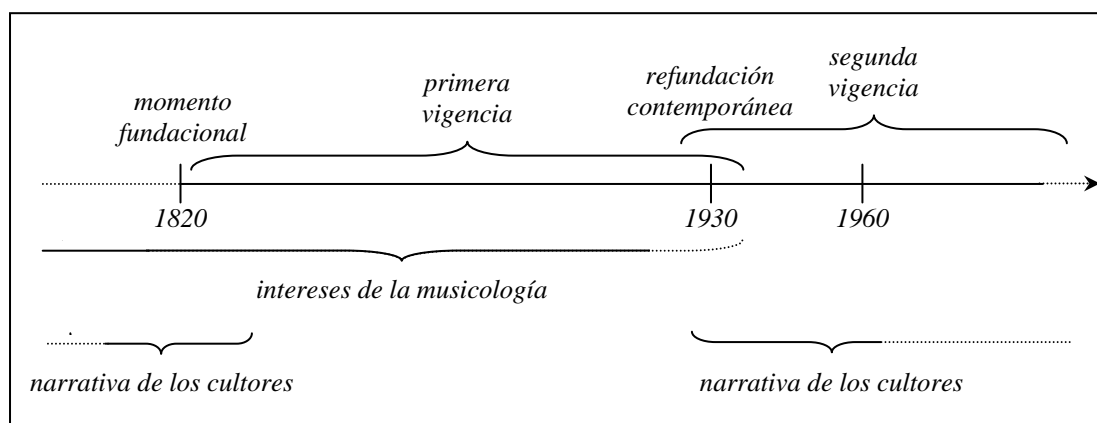 momento
fundacional
primera
vigencia
refundación
contemporánea
segunda
vigencia
1820
1930
1960
intereses de la musicología
narrativa de los cultores
narrativa de los cultores